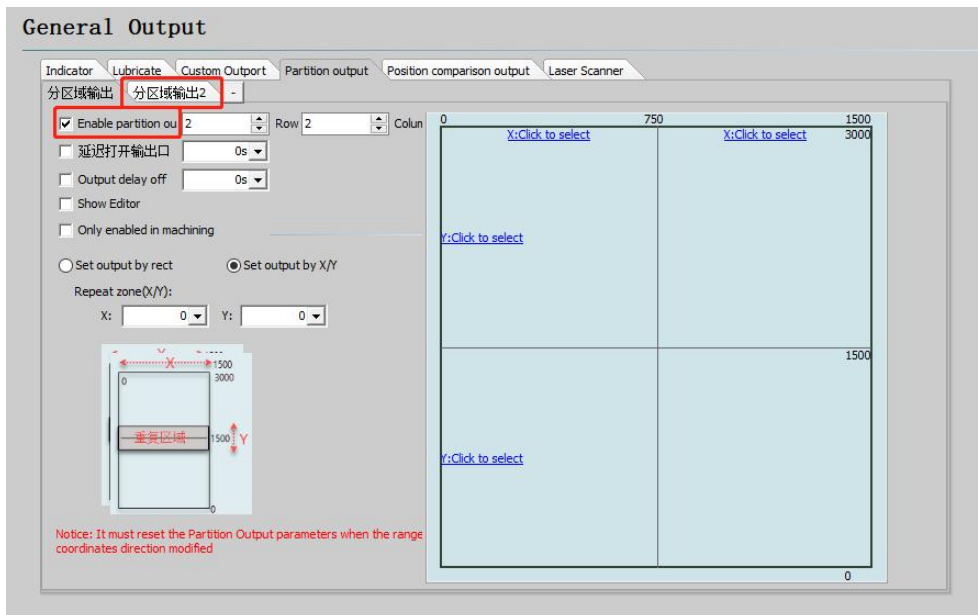 General Output
Indicator Lubricate Custom Outport Partition output Position comparison output Laser Scanner
分区域输出 分区域输出2 -
Enable partition ou 2 Row 2 Colun
延迟打开输出口 0s
Output delay off 0s
Show Editor
Only enabled in machining
Set output by rect Set output by X/Y
Repeat zone(X/Y):
X: 0 Y: 0
X 1500
0 3000
重复区域 1500 Y
0
Notice: It must reset the Partition Output parameters when the range
coordinates direction modified
0 750 1500
X:Click to select X:Click to select 3000
Y:Click to select
1500
Y:Click to select
0